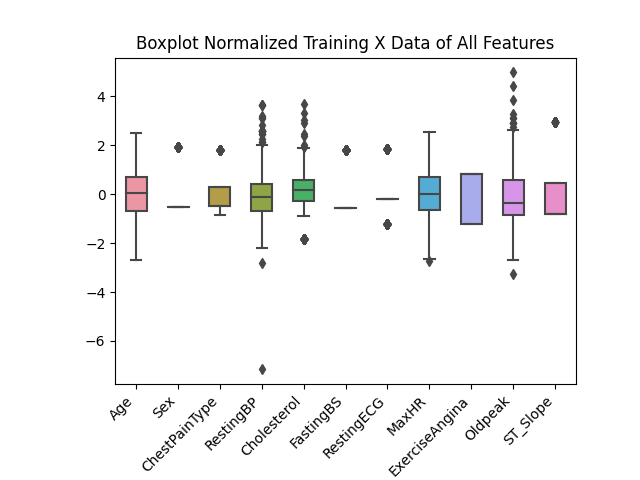 Boxplot Normalized Training X Data of All Features
4
2
0
−2
−4
−6
Age
Sex
ChestPainType
RestingBP
Cholesterol
FastingBS
RestingECG
MaxHR
ExerciseAngina
Oldpeak
ST_Slope